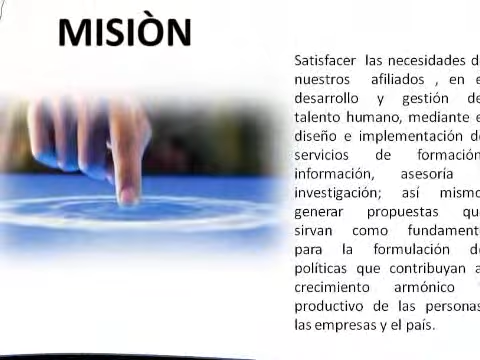 MISIÒN
Satisfacer las necesidades
nuestros afiliados , en
desarrollo y gestión
talento humano, mediante
diseño e implementación
servicios de formación
información, asesoría
investigación; así mismo
generar propuestas
sirvan como
para la formulación
políticas que contribuyan
crecimiento armónico
productivo de las personas
las empresas y el país.